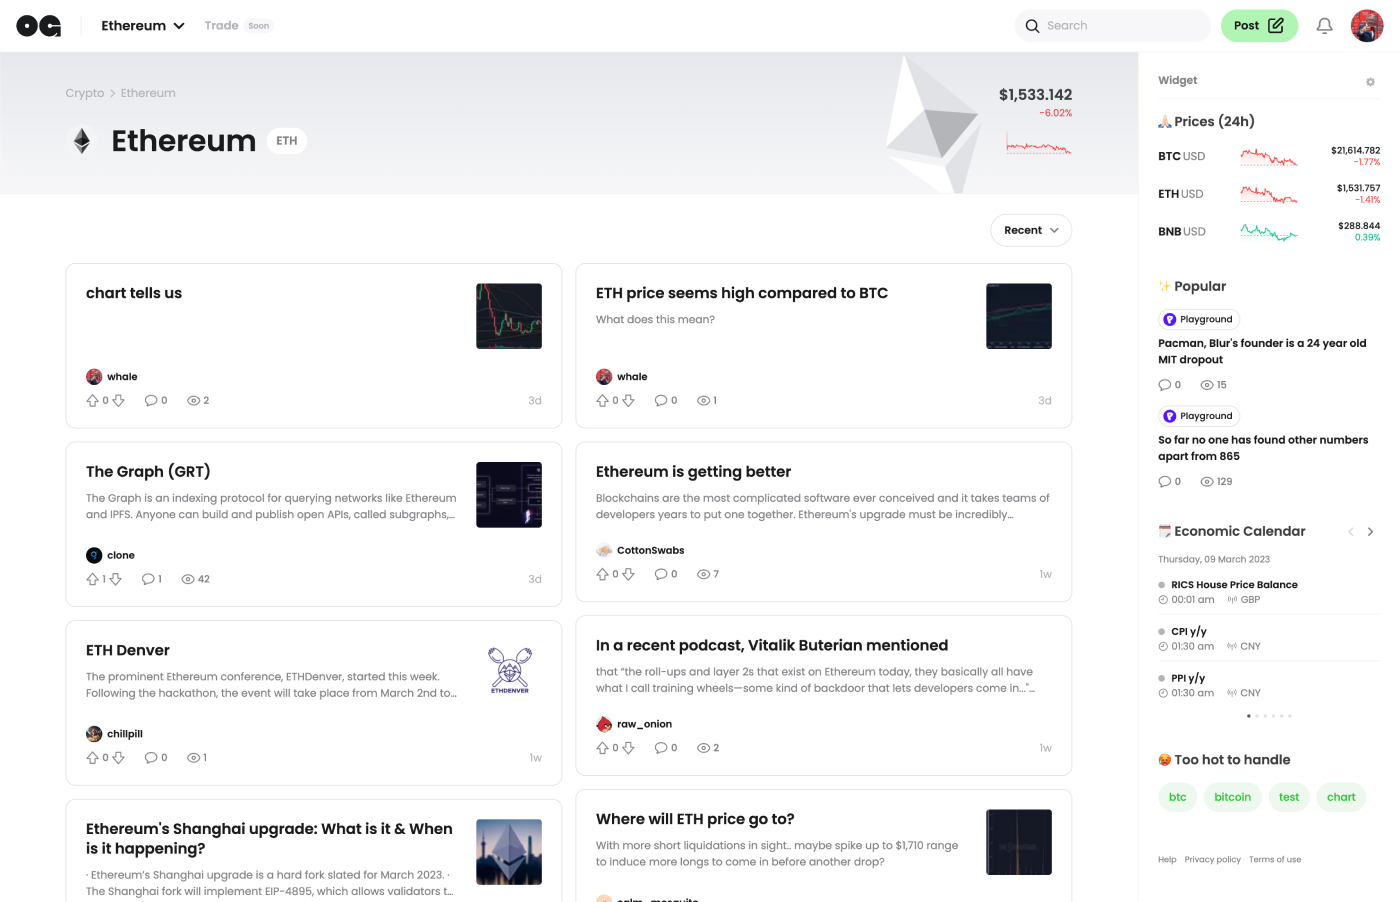 OG
Ethereum
Trade Soon
Search
Post
Crypto > Ethereum
Ethereum ETH
$1,533.142
-6.02%
Recent
chart tells us
whale
0 0 2 3d
ETH price seems high compared to BTC
What does this mean?
whale
0 0 1 3d
The Graph (GRT)
The Graph is an indexing protocol for querying networks like Ethereum
and IPFS. Anyone can build and publish open APIs, called subgraphs,...
clone
1 1 42 3d
Ethereum is getting better
Blockchains are the most complicated software ever conceived and it takes teams of
developers years to put one together. Ethereum's upgrade must be incredibly...
CottonSwabs
0 0 7 1w
ETH Denver
The prominent Ethereum conference, ETHDenver, started this week.
Following the hackathon, the event will take place from March 2nd to...
ETHDENVER
chillpill
0 0 1 1w
In a recent podcast, Vitalik Buterian mentioned
that “the roll-ups and layer 2s that exist on Ethereum today, they basically all have
what I call training wheels—some kind of backdoor that lets developers come in...”...
raw_onion
0 0 2 1w
Ethereum's Shanghai upgrade: What is it & When
is it happening?
· Ethereum’s Shanghai upgrade is a hard fork slated for March 2023. ·
The Shanghai fork will implement EIP-4895, which allows validators t...
Where will ETH price go to?
With more short liquidations in sight.. maybe spike up to $1,710 range
to induce more longs to come in before another drop?
calm_mosquito
Widget
Prices (24h)
BTC USD $21,614.782
-1.77%
ETH USD $1,531.757
-1.41%
BNB USD $288.844
0.39%
Popular
Playground
Pacman, Blur's founder is a 24 year old
MIT dropout
0 15
Playground
So far no one has found other numbers
apart from 865
0 129
Economic Calendar
Thursday, 09 March 2023
RICS House Price Balance
00:01 am GBP
CPI y/y
01:30 am CNY
PPI y/y
01:30 am CNY
Too hot to handle
btc bitcoin test chart
Help Privacy policy Terms of use